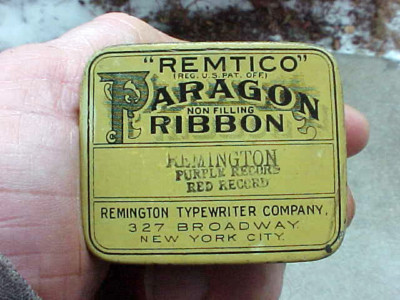 "REMTICO"
(REG. U.S. PAT. OFF.)
PARAGON
NON FILLING
RIBBON
REMINGTON
PURPLE RECORD
RED RECORD
REMINGTON TYPEWRITER COMPANY.
327 BROADWAY.
NEW YORK CITY.